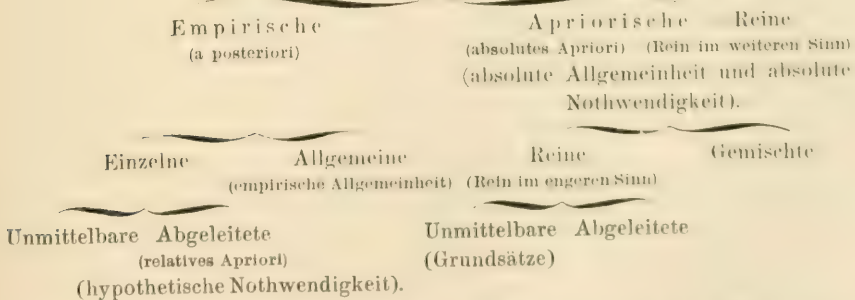 Empirische Apriorische Reine
(a posteriori) (absolutes Apriori) (Rein im weiteren Sinn)
(absolute Allgemeinheit und absolute
Nothwendigkeit).
Einzelne Allgemeine Reine Gemischte
(empirische Allgemeinheit) (Rein im engeren Sinn)
Unmittelbare Abgeleitete Unmittelbare Abgeleitete
(relatives Apriori) (Grundsätze)
(hypothetische Nothwendigkeit).